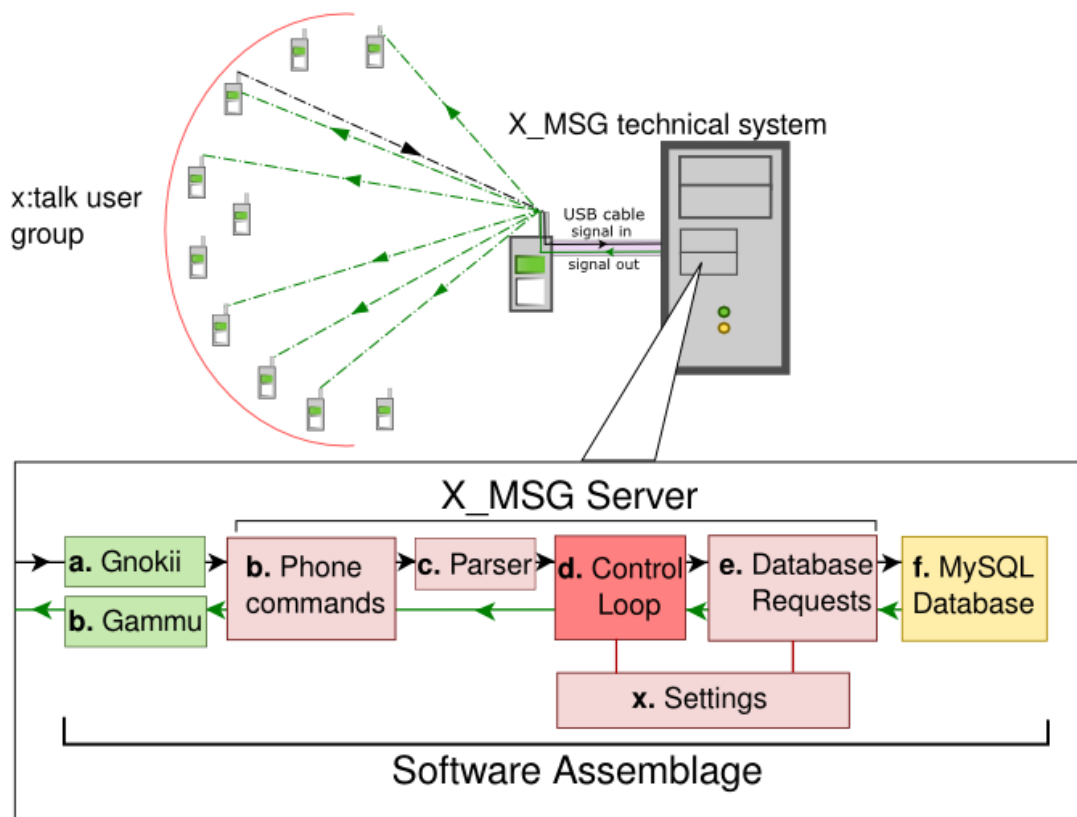 X_MSG technical system
x:talk user
group
USB cable
signal in
signal out
X_MSG Server
a. Gnokii
b. Gammu
b. Phone
commands
c. Parser
d. Control
Loop
e. Database
Requests
f. MySQL
Database
x. Settings
Software Assemblage